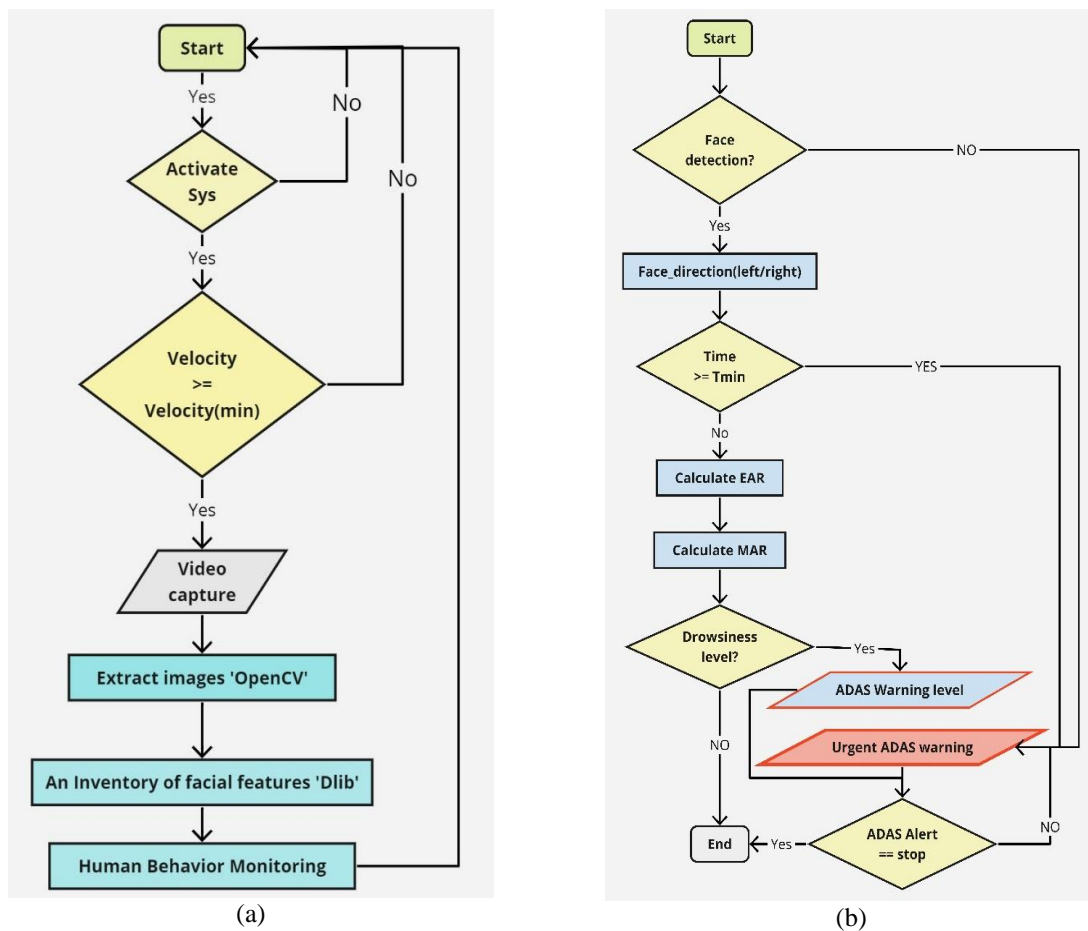 Start
Yes
No
Activate
Sys
No
Yes
Velocity
>=
Velocity(min)
Yes
Video
capture
Extract images 'OpenCV'
An Inventory of facial features 'Dlib'
Human Behavior Monitoring
(a)
Start
Face
detection?
NO
Yes
Face_direction(left/right)
Time
>= Tmin
YES
No
Calculate EAR
Calculate MAR
Drowsiness
level?
Yes
ADAS Warning level
NO
Urgent ADAS warning
NO
End
Yes
ADAS Alert
== stop
(b)